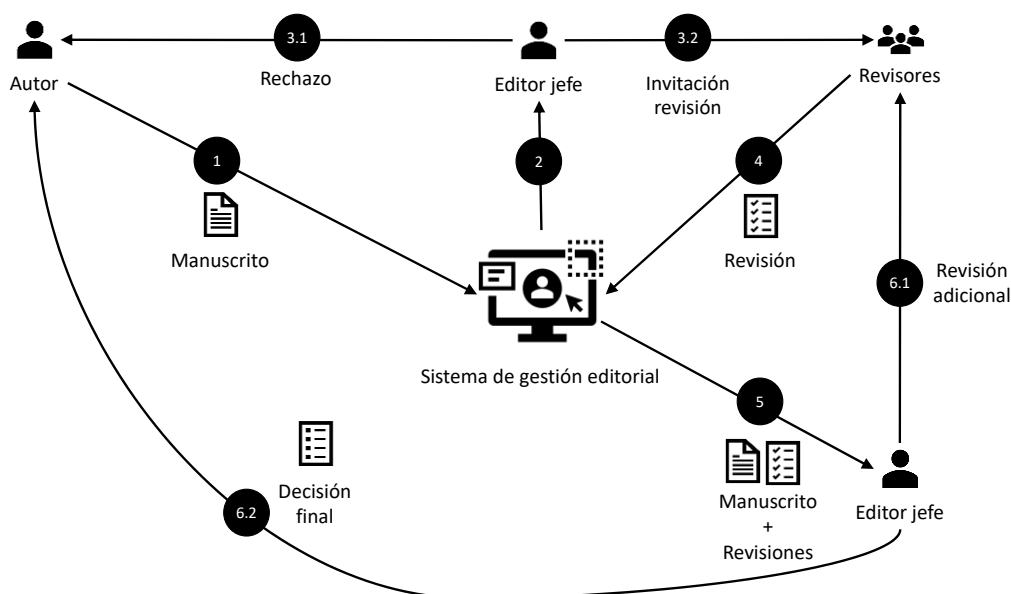 3.1
3.2
Rechazo
Autor
Editor jefe
Invitación
revisión
Revisores
1
2
4
Manuscrito
Revisión
6.1
Revisión
adicional
Sistema de gestión editorial
5
Decisión
final
6.2
Manuscrito
+
Revisiones
Editor jefe